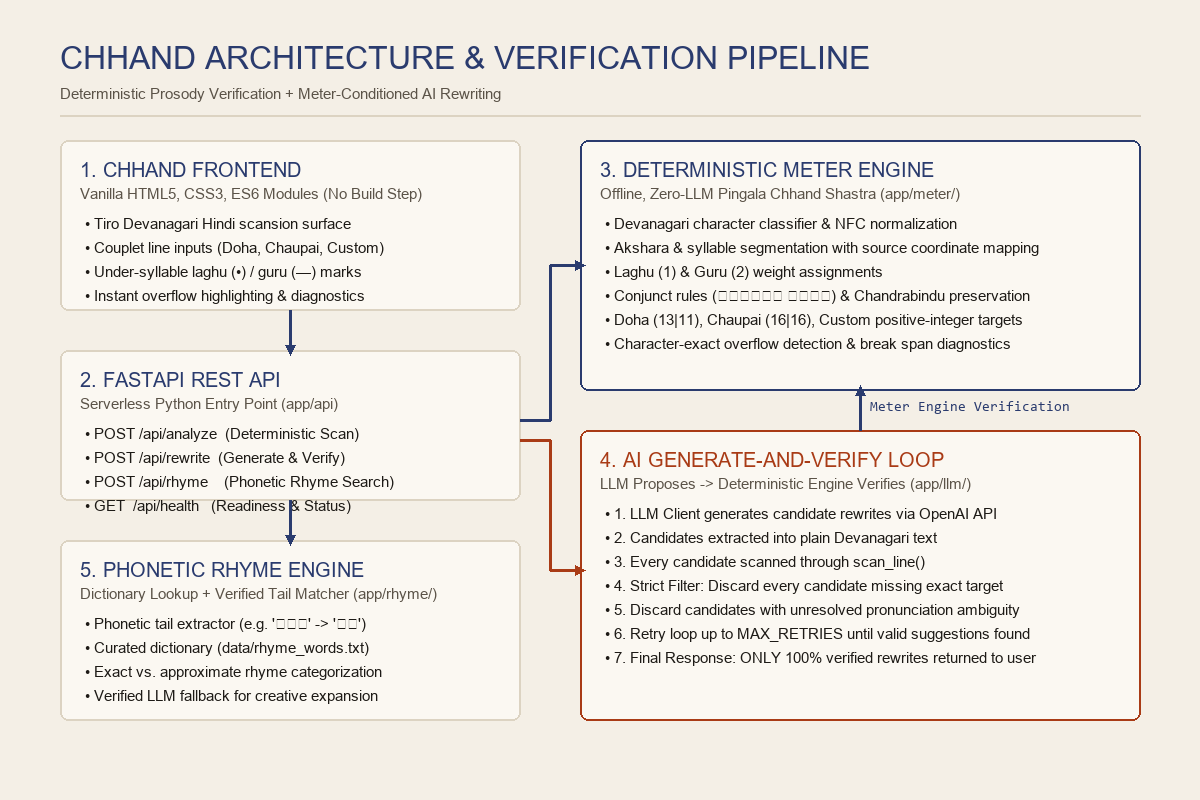 CHHAND ARCHITECTURE & VERIFICATION PIPELINE
Deterministic Prosody Verification + Meter-Conditioned AI Rewriting
1. CHHAND FRONTEND
Vanilla HTML5, CSS3, ES6 Modules (No Build Step)
• Tiro Devanagari Hindi scansion surface
• Couplet line inputs (Doha, Chaupai, Custom)
• Under-syllable laghu (•) / guru (—) marks
• Instant overflow highlighting & diagnostics
2. FASTAPI REST API
Serverless Python Entry Point (app/api)
• POST /api/analyze (Deterministic Scan)
• POST /api/rewrite (Generate & Verify)
• POST /api/rhyme (Phonetic Rhyme Search)
• GET /api/health (Readiness & Status)
5. PHONETIC RHYME ENGINE
Dictionary Lookup + Verified Tail Matcher (app/rhyme/)
• Phonetic tail extractor (e.g. '□□□' -> '□□')
• Curated dictionary (data/rhyme_words.txt)
• Exact vs. approximate rhyme categorization
• Verified LLM fallback for creative expansion
3. DETERMINISTIC METER ENGINE
Offline, Zero-LLM Pingala Chhand Shastra (app/meter/)
• Devanagari character classifier & NFC normalization
• Akshara & syllable segmentation with source coordinate mapping
• Laghu (1) & Guru (2) weight assignments
• Conjunct rules (□□□□□□ □□□□) & Chandrabindu preservation
• Doha (13|11), Chaupai (16|16), Custom positive-integer targets
• Character-exact overflow detection & break span diagnostics
Meter Engine Verification
4. AI GENERATE-AND-VERIFY LOOP
LLM Proposes -> Deterministic Engine Verifies (app/llm/)
• 1. LLM Client generates candidate rewrites via OpenAI API
• 2. Candidates extracted into plain Devanagari text
• 3. Every candidate scanned through scan_line()
• 4. Strict Filter: Discard every candidate missing exact target
• 5. Discard candidates with unresolved pronunciation ambiguity
• 6. Retry loop up to MAX_RETRIES until valid suggestions found
• 7. Final Response: ONLY 100% verified rewrites returned to user